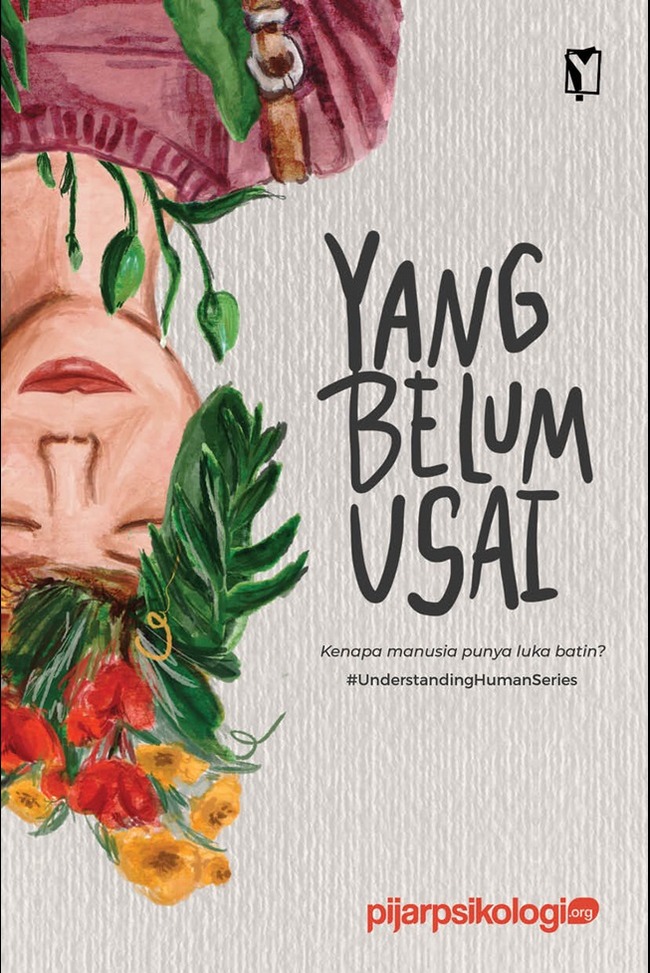 YANG
BELUM
USAI
Kenapa manusia punya luka batin?
#UnderstandingHumanSeries
pijarpsikologi.org